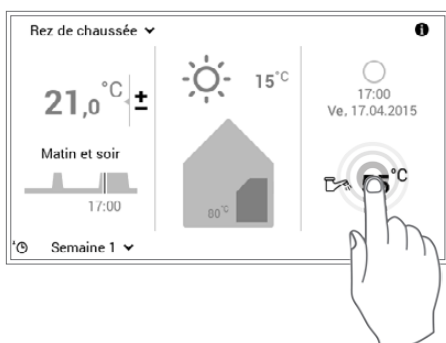 Rez de chaussée
21,0 °C ±
Matin et soir
17:00
Semaine 1
15°C
80 °C
17:00
Ve, 17.04.2015
°C